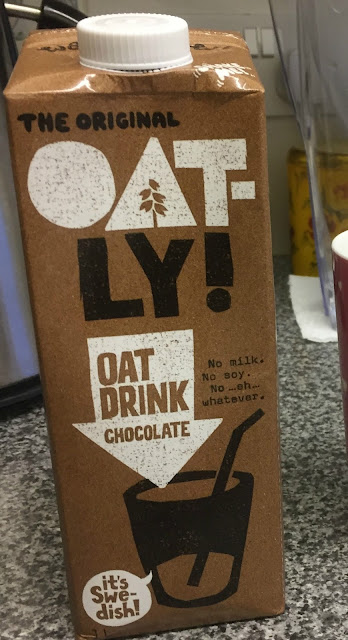 THE ORIGINAL
OAT-
LY!
OAT
DRINK
CHOCOLATE
No milk.
No soy.
No …eh…
whatever.
it's
Swe-
dish!